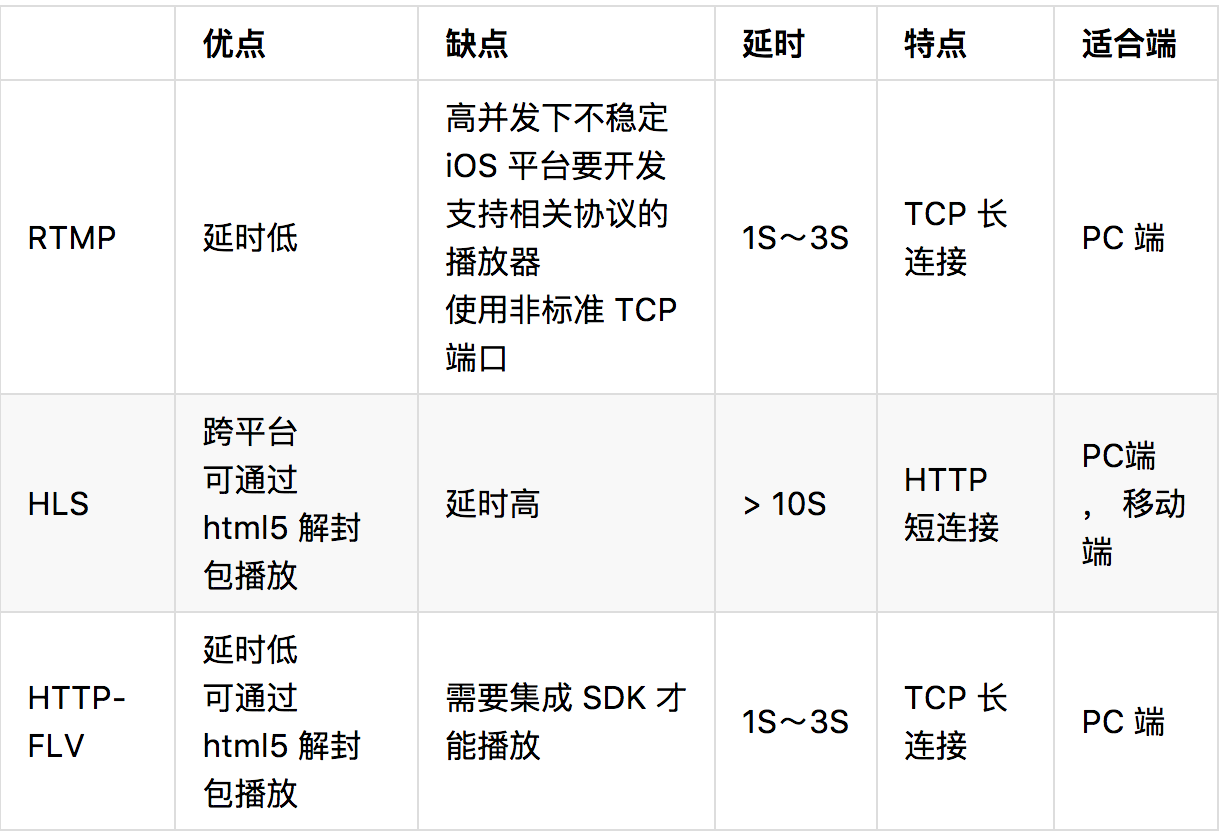 优点 缺点 延时 特点 适合端
RTMP
延时低
高并发下不稳定
iOS 平台要开发
支持相关协议的
播放器
使用非标准 TCP
端口
1S～3S
TCP 长
连接
PC 端
HLS
跨平台
可通过
html5 解封
包播放
延时高
> 10S
HTTP
短连接
PC端
， 移动
端
HTTP-
FLV
延时低
可通过
html5 解封
包播放
需要集成 SDK 才
能播放
1S～3S
TCP 长
连接
PC 端